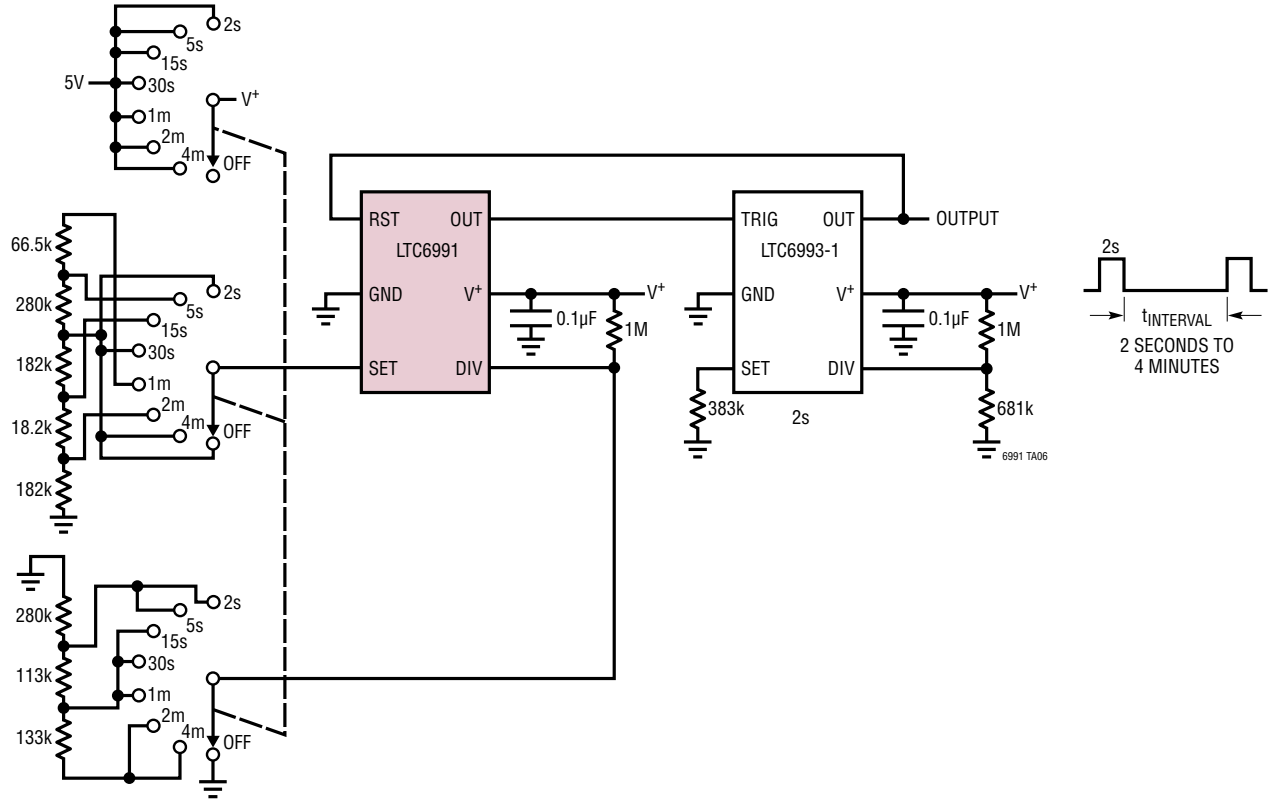 2s
5s
15s
5V
30s
V+
1m
2m
4m
OFF
RST OUT
LTC6991
GND V+
SET DIV
V+
0.1µF
1M
TRIG OUT
LTC6993-1
GND V+
SET DIV
OUTPUT
V+
0.1µF
1M
383k
2s
681k
6991 TA06
2s
tINTERVAL
2 SECONDS TO
4 MINUTES
66.5k
280k
182k
18.2k
182k
2s
5s
15s
30s
1m
2m
4m
OFF
280k
113k
133k
2s
5s
15s
30s
1m
2m
4m
OFF